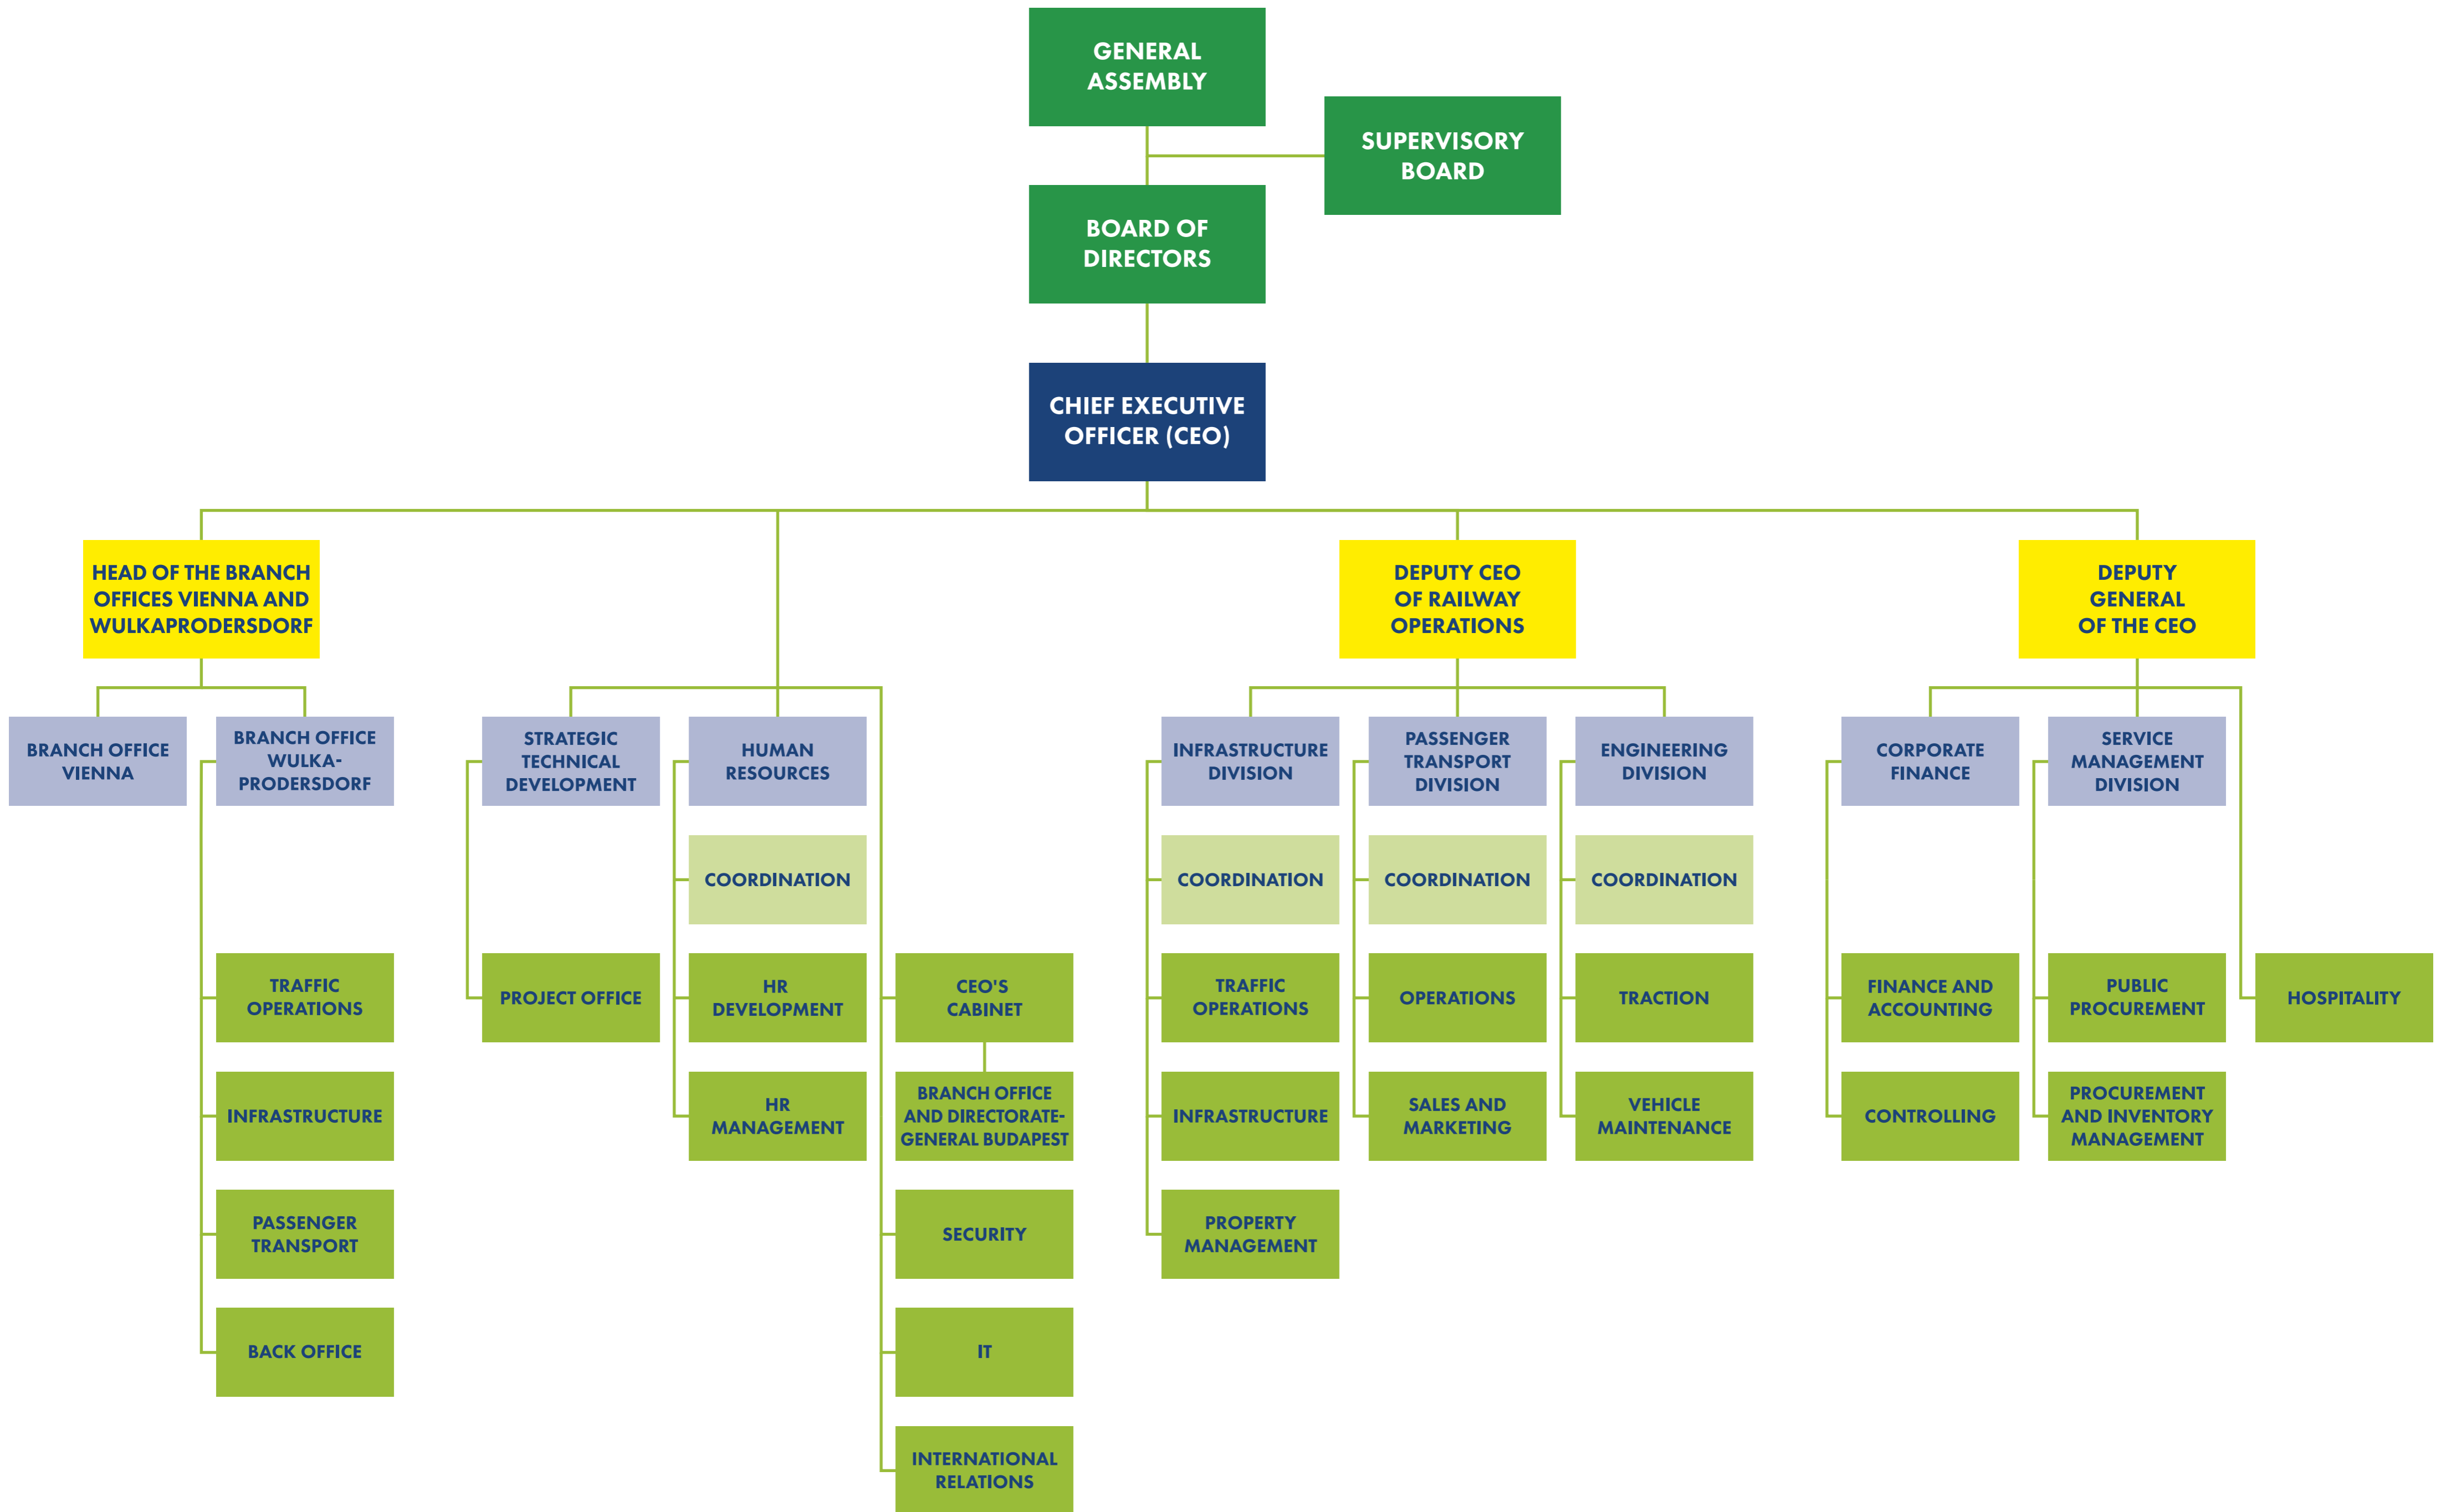 GENERAL
ASSEMBLY
SUPERVISORY
BOARD
BOARD OF
DIRECTORS
CHIEF EXECUTIVE
OFFICER (CEO)
HEAD OF THE BRANCH
OFFICES VIENNA AND
WULKAPRODERSDORF
DEPUTY CEO
OF RAILWAY
OPERATIONS
DEPUTY
GENERAL
OF THE CEO
BRANCH OFFICE
VIENNA
BRANCH OFFICE
WULKA-
PRODERSDORF
STRATEGIC
TECHNICAL
DEVELOPMENT
HUMAN
RESOURCES
INFRASTRUCTURE
DIVISION
PASSENGER
TRANSPORT
DIVISION
ENGINEERING
DIVISION
CORPORATE
FINANCE
SERVICE
MANAGEMENT
DIVISION
COORDINATION
COORDINATION
COORDINATION
COORDINATION
TRAFFIC
OPERATIONS
PROJECT OFFICE
HR
DEVELOPMENT
CEO'S
CABINET
TRAFFIC
OPERATIONS
OPERATIONS
TRACTION
FINANCE AND
ACCOUNTING
PUBLIC
PROCUREMENT
HOSPITALITY
INFRASTRUCTURE
HR
MANAGEMENT
BRANCH OFFICE
AND DIRECTORATE-
GENERAL BUDAPEST
INFRASTRUCTURE
SALES AND
MARKETING
VEHICLE
MAINTENANCE
CONTROLLING
PROCUREMENT
AND INVENTORY
MANAGEMENT
PASSENGER
TRANSPORT
SECURITY
PROPERTY
MANAGEMENT
BACK OFFICE
IT
INTERNATIONAL
RELATIONS